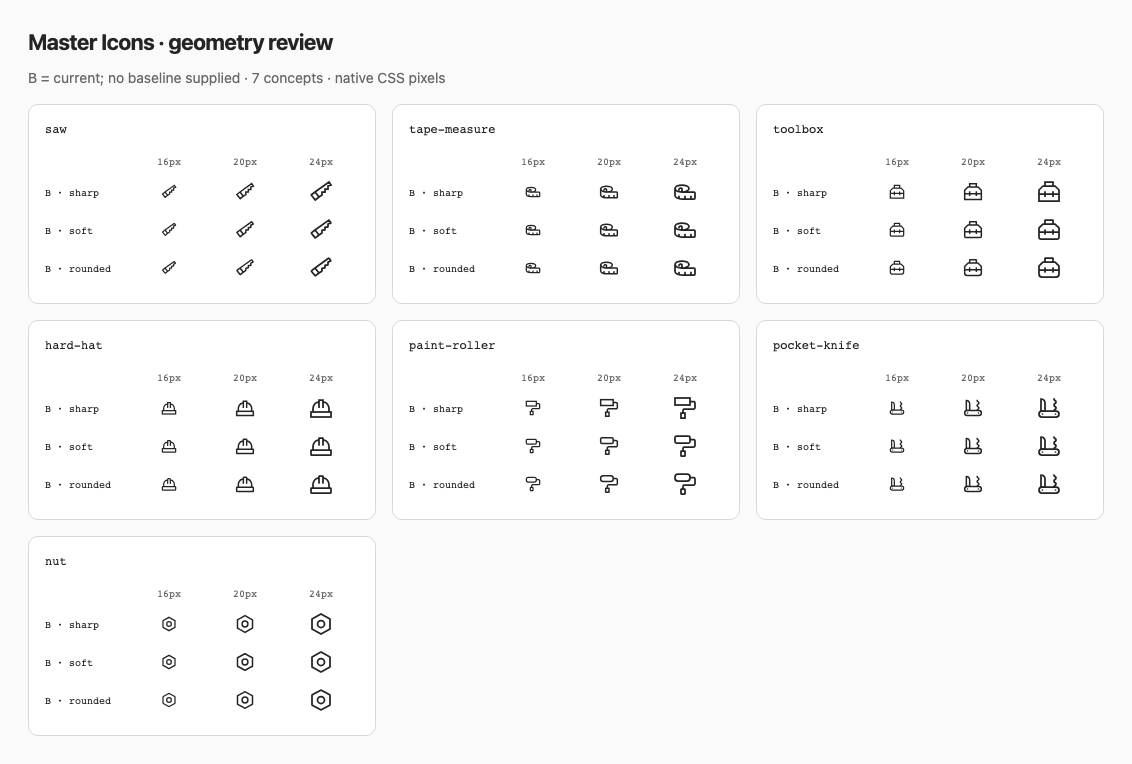 Master Icons · geometry review
B = current; no baseline supplied · 7 concepts · native CSS pixels
saw
16px 20px 24px
B · sharp
B · soft
B · rounded
tape-measure
16px 20px 24px
B · sharp
B · soft
B · rounded
toolbox
16px 20px 24px
B · sharp
B · soft
B · rounded
hard-hat
16px 20px 24px
B · sharp
B · soft
B · rounded
paint-roller
16px 20px 24px
B · sharp
B · soft
B · rounded
pocket-knife
16px 20px 24px
B · sharp
B · soft
B · rounded
nut
16px 20px 24px
B · sharp
B · soft
B · rounded